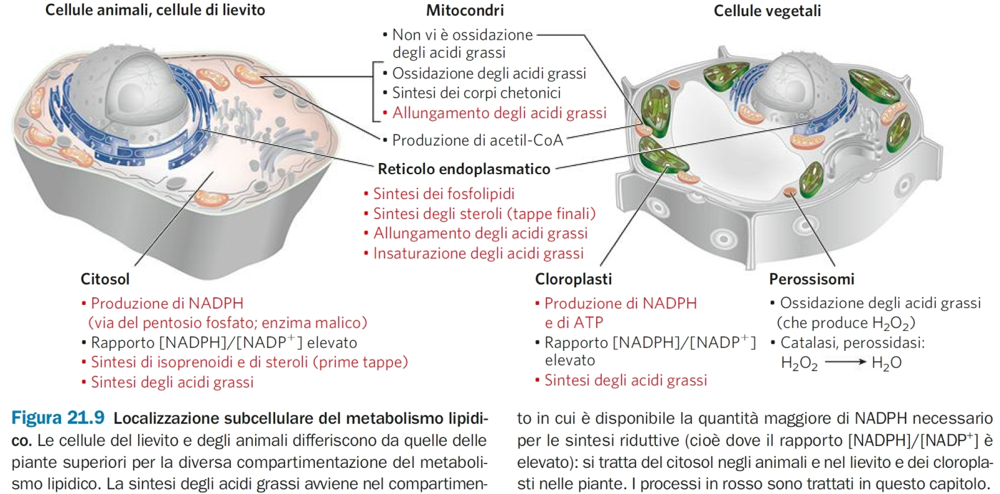 Cellule animali, cellule di lievito
Mitocondri
• Non vi è ossidazione
degli acidi grassi
• Ossidazione degli acidi grassi
• Sintesi dei corpi chetonici
• Allungamento degli acidi grassi
• Produzione di acetil-CoA
Cellule vegetali
Reticolo endoplasmatico
• Sintesi dei fosfolipidi
• Sintesi degli steroli (tappe finali)
• Allungamento degli acidi grassi
• Insaturazione degli acidi grassi
Citosol
• Produzione di NADPH
(via del pentosio fosfato; enzima malico)
• Rapporto [NADPH]/[NADP⁺] elevato
• Sintesi di isoprenoidi e di steroli (prime tappe)
• Sintesi degli acidi grassi
Cloroplasti
• Produzione di NADPH
e di ATP
• Rapporto [NADPH]/[NADP⁺]
elevato
• Sintesi degli acidi grassi
Perossisomi
• Ossidazione degli acidi grassi
(che produce H₂O₂)
• Catalasi, perossidasi:
H₂O₂ → H₂O
Figura 21.9 Localizzazione subcellulare del metabolismo lipidi-
co. Le cellule del lievito e degli animali differiscono da quelle delle
piante superiori per la diversa compartimentazione del metaboli-
smo lipidico. La sintesi degli acidi grassi avviene nel compartimen-
to in cui è disponibile la quantità maggiore di NADPH necessario
per le sintesi riduttive (cioè dove il rapporto [NADPH]/[NADP⁺] è
elevato): si tratta del citosol negli animali e nel lievito e dei cloropla-
sti nelle piante. I processi in rosso sono trattati in questo capitolo.